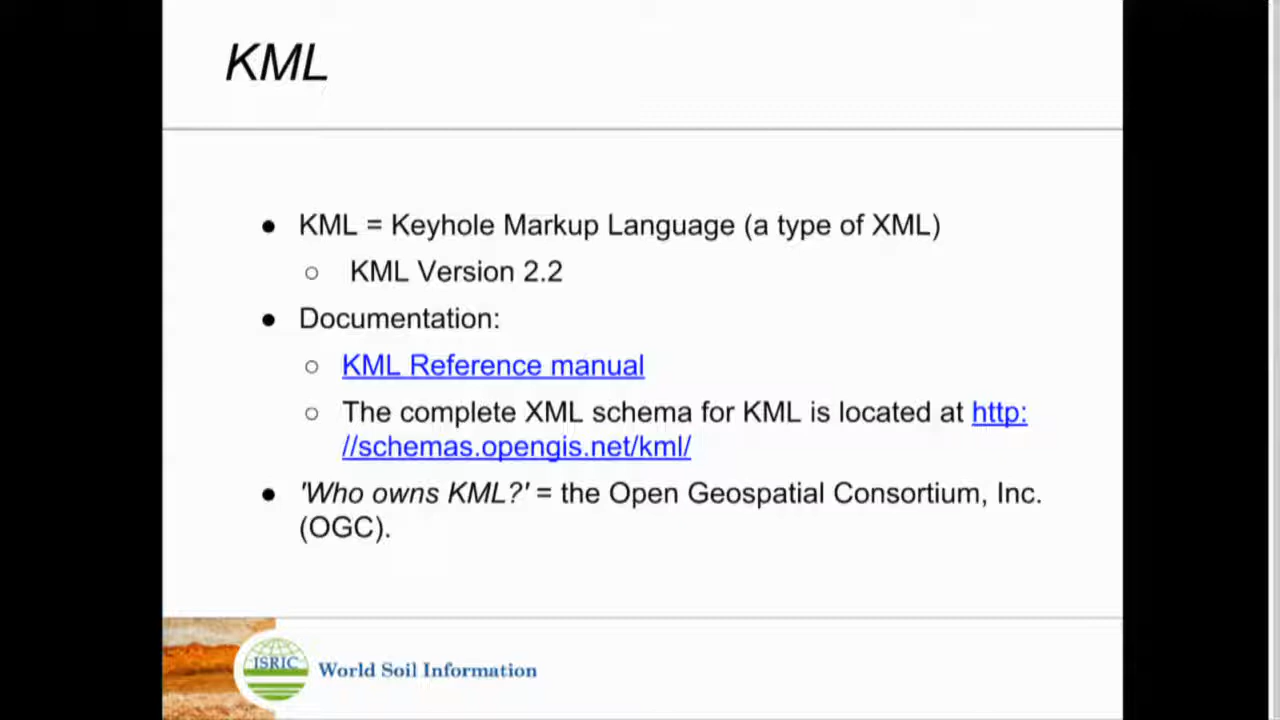 KML
● KML = Keyhole Markup Language (a type of XML)
○ KML Version 2.2
● Documentation:
○ KML Reference manual
○ The complete XML schema for KML is located at http:
//schemas.opengis.net/kml/
● 'Who owns KML?' = the Open Geospatial Consortium, Inc.
(OGC).
ISRIC World Soil Information